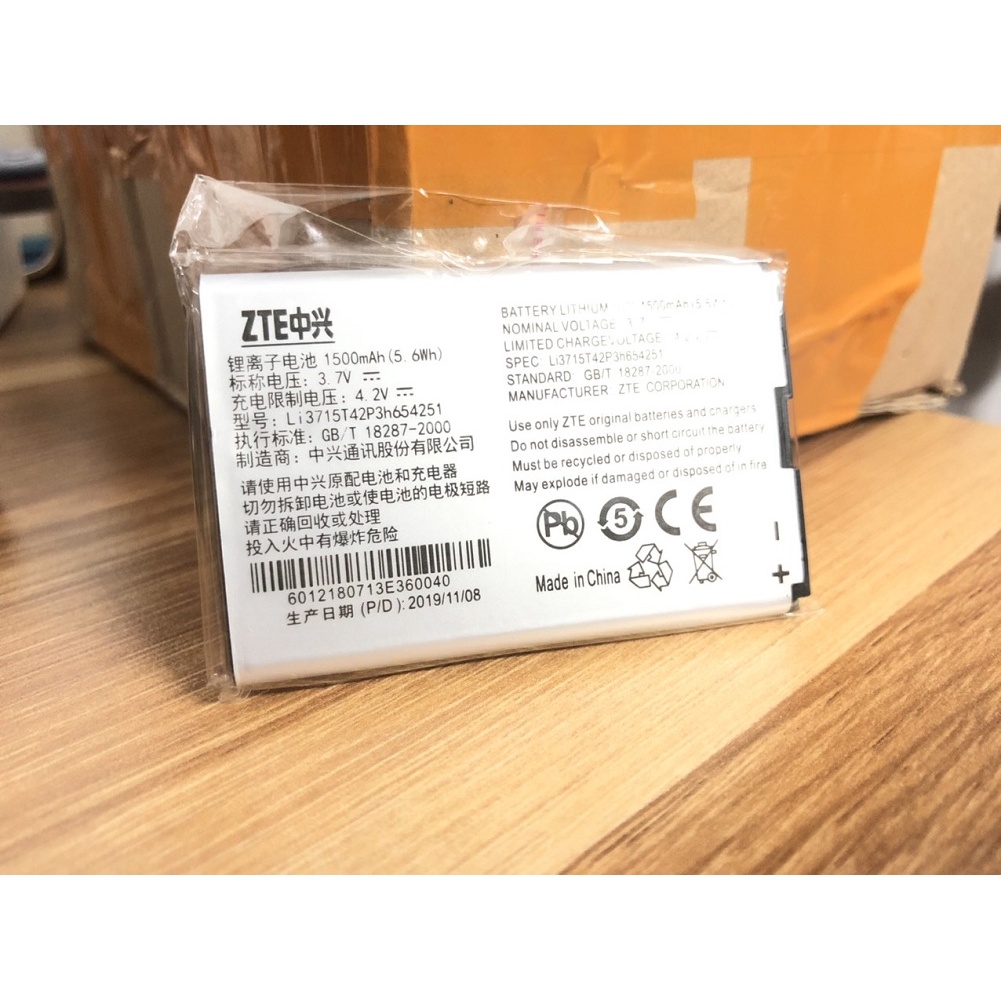 ZTE中兴
锂离子电池 1500mAh(5.6Wh)
标称电压: 3.7V
充电限制电压: 4.2V
型号: Li3715T42P3h654251
执行标准: GB/T 18287-2000
制造商: 中兴通讯股份有限公司
请使用中兴原配电池和充电器
切勿拆卸电池或使电池的电极短路
请正确回收或处理
投入火中有爆炸危险
6012180713E360040
生产日期 (P/D): 2019/11/08
BATTERY LITHIUM 1500mAh(5.6
NOMINAL VOLTAGE
LIMITED CHARGEVOLTAGE
SPEC: Li3715T42P3h654251
STANDARD: GB/T 18287-2000
MANUFACTURER: ZTE CORPORATION
Use only ZTE original batteries and chargers
Do not disassemble or short circuit the battery
Must be recycled or disposed of properly
May explode if damaged or disposed of in fire
Pb 5 CE
Made in China
-
+